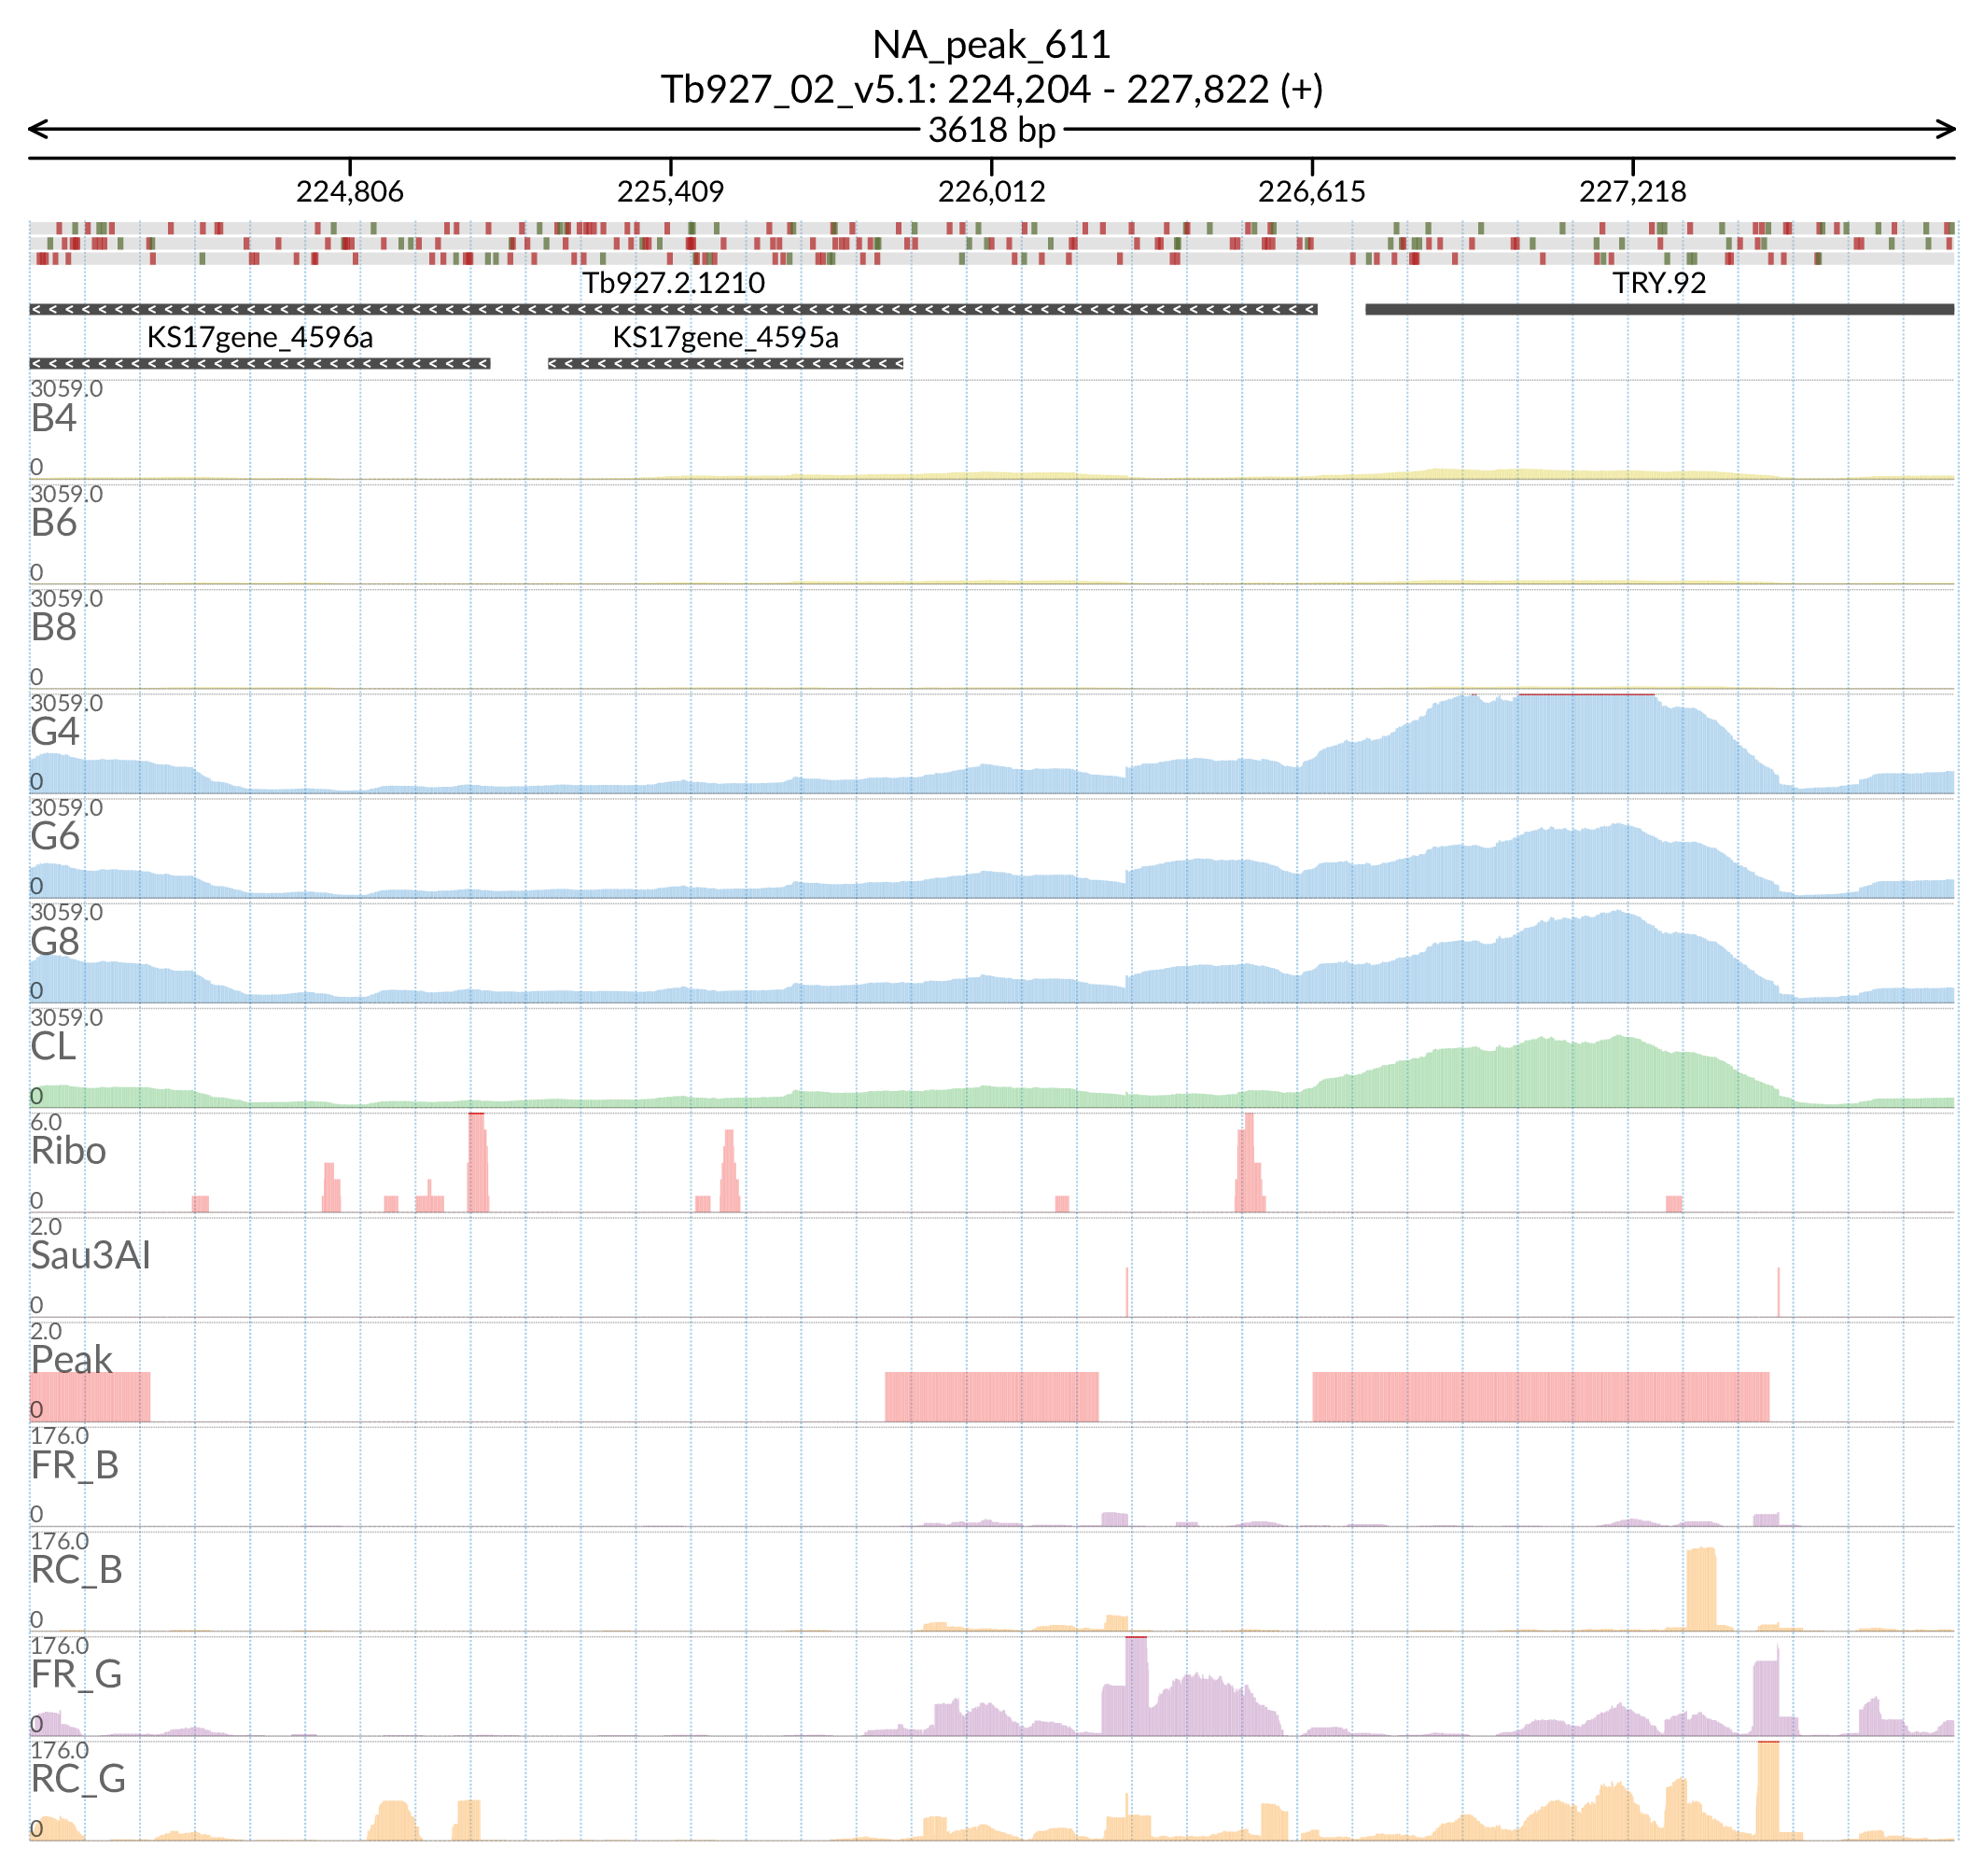 NA_peak_611
Tb927_02_v5.1: 224,204 - 227,822 (+)
3618 bp
224,806 225,409 226,012 226,615 227,218
Tb927.2.1210 TRY.92
KS17gene_4596a KS17gene_4595a
3059.0
B4
0
3059.0
B6
0
3059.0
B8
0
3059.0
G4
0
3059.0
G6
0
3059.0
G8
0
3059.0
CL
0
6.0
Ribo
0
2.0
Sau3AI
0
2.0
Peak
0
176.0
FR_B
0
176.0
RC_B
0
176.0
FR_G
0
176.0
RC_G
0